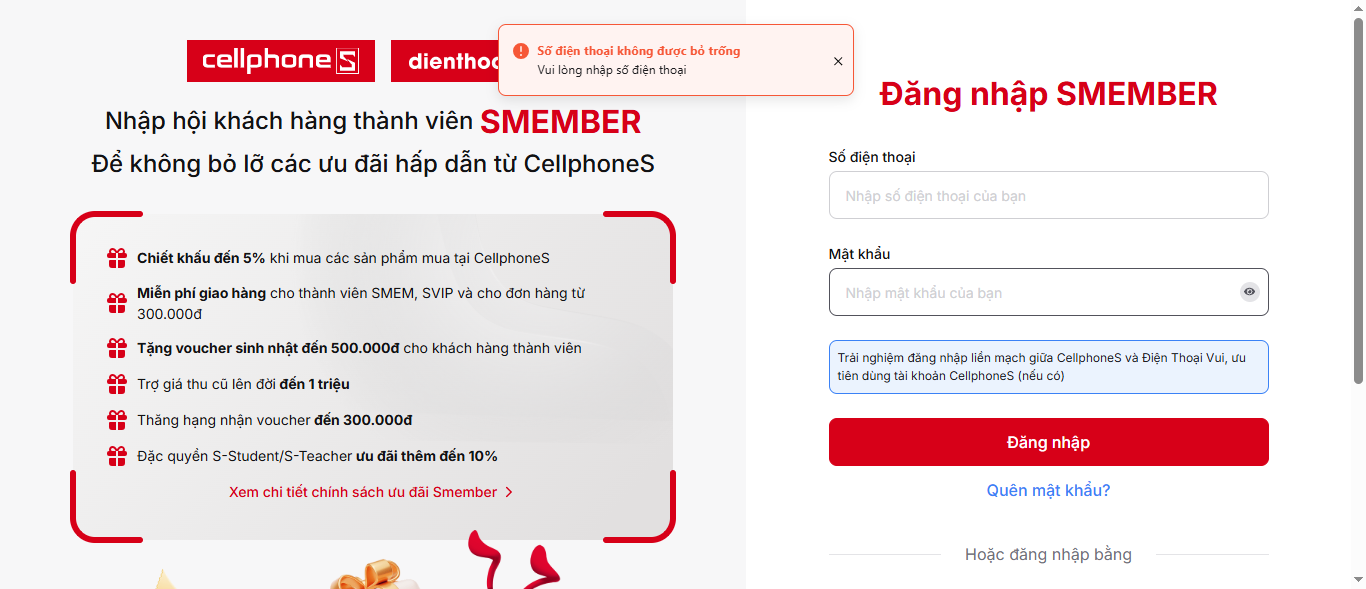 cellphoneS
Số điện thoại không được bỏ trống
Vui lòng nhập số điện thoại
Nhập hội khách hàng thành viên SMEMBER
Để không bỏ lỡ các ưu đãi hấp dẫn từ CellphoneS
Chiết khấu đến 5% khi mua các sản phẩm mua tại CellphoneS
Miễn phí giao hàng cho thành viên SMEM, SVIP và cho đơn hàng từ
300.000đ
Tặng voucher sinh nhật đến 500.000đ cho khách hàng thành viên
Trợ giá thu cũ lên đời đến 1 triệu
Thăng hạng nhận voucher đến 300.000đ
Đặc quyền S-Student/S-Teacher ưu đãi thêm đến 10%
Xem chi tiết chính sách ưu đãi Smember
Đăng nhập SMEMBER
Số điện thoại
Nhập số điện thoại của bạn
Mật khẩu
Nhập mật khẩu của bạn
Trải nghiệm đăng nhập liền mạch giữa CellphoneS và Điện Thoại Vui, ưu
tiên dùng tài khoản CellphoneS (nếu có)
Đăng nhập
Quên mật khẩu?
Hoặc đăng nhập bằng